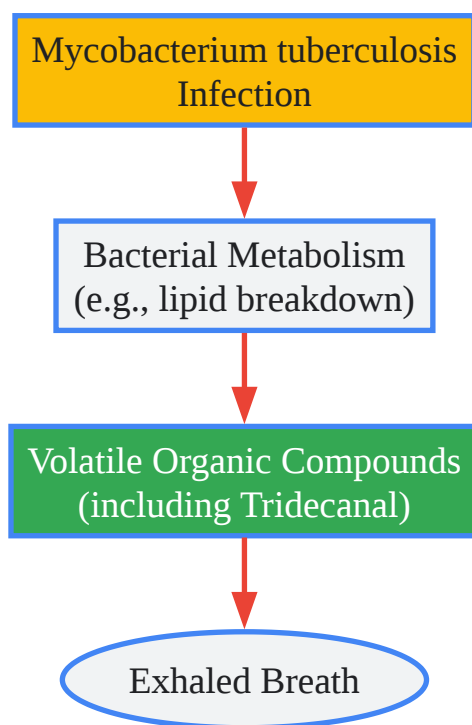 Mycobacterium tuberculosis
Infection
Bacterial Metabolism
(e.g., lipid breakdown)
Volatile Organic Compounds
(including Tridecanal)
Exhaled Breath